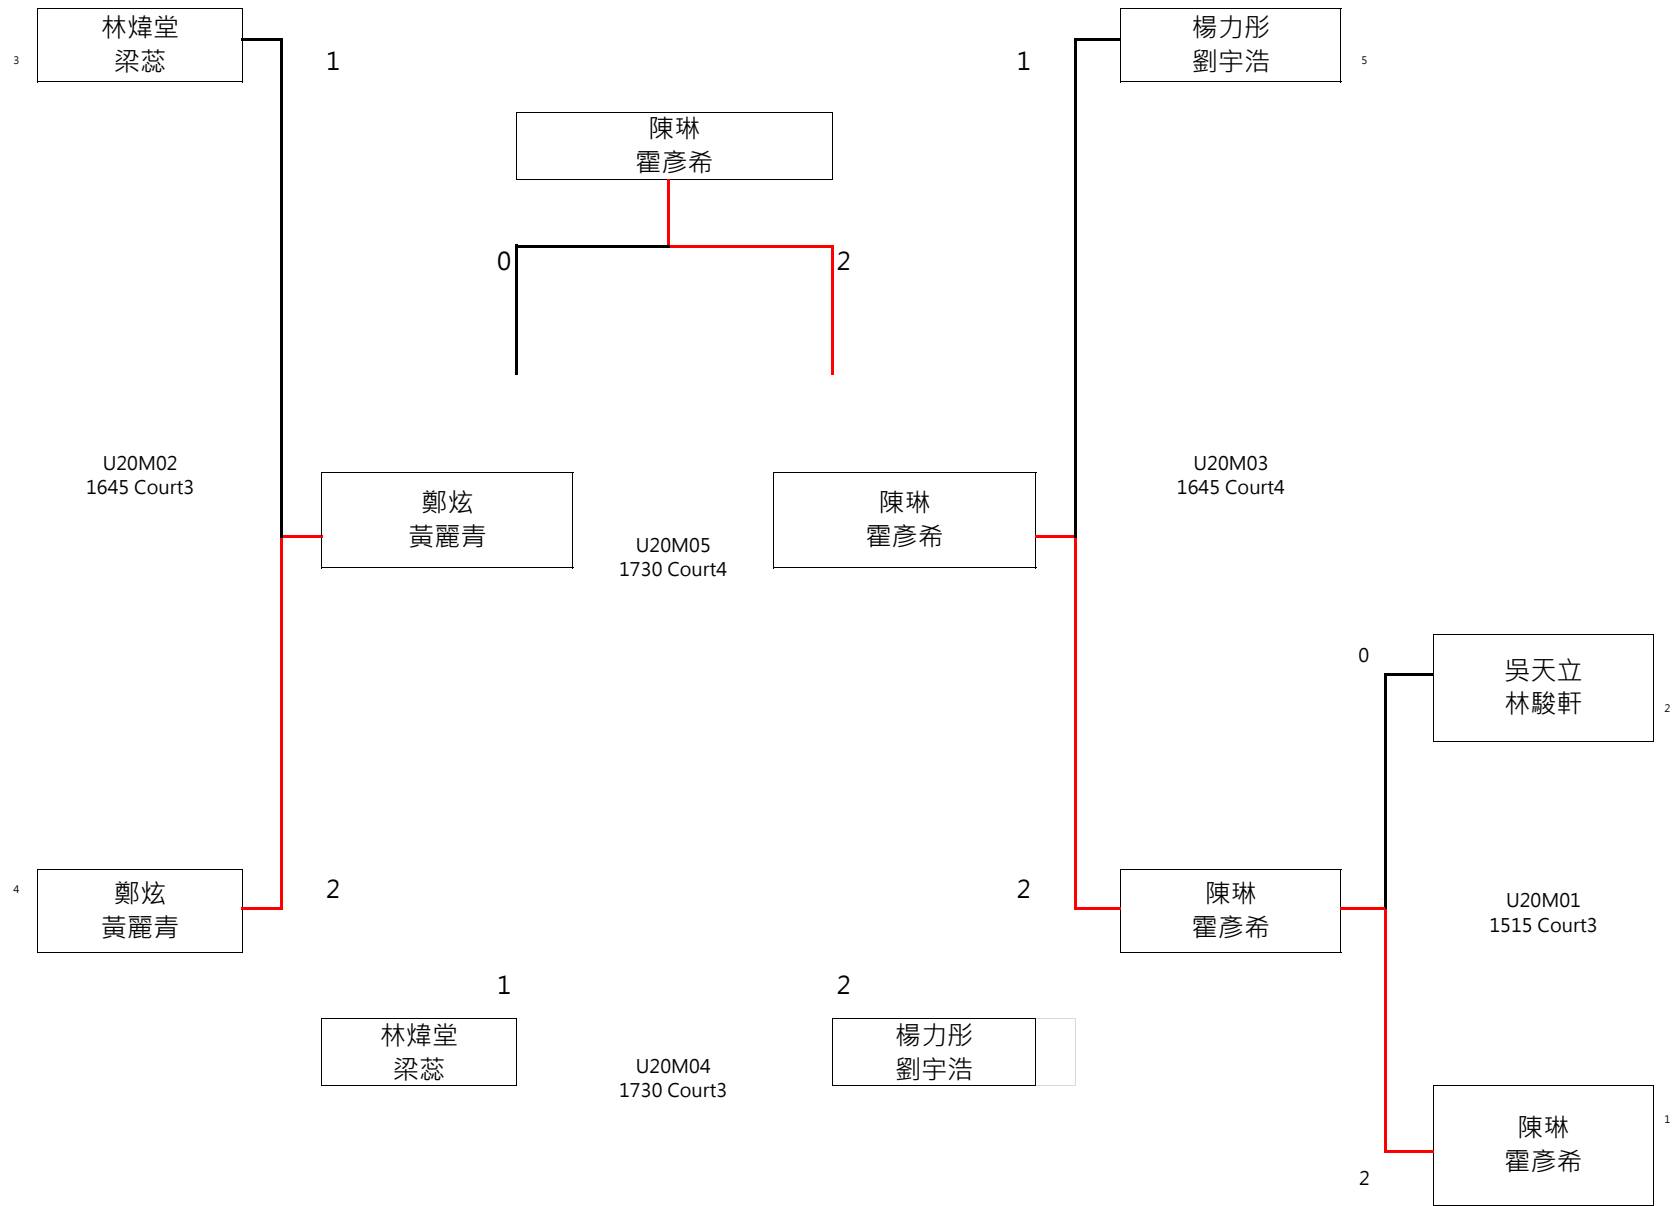 林煒堂
梁蕊
3
1
1
楊力彤
劉宇浩
5
陳琳
霍彥希
0
2
U20M02
1645 Court3
U20M03
1645 Court4
鄭炫
黃麗青
陳琳
霍彥希
U20M05
1730 Court4
0
吳天立
林駿軒
2
4
鄭炫
黃麗青
2
2
陳琳
霍彥希
U20M01
1515 Court3
1
2
林煒堂
梁蕊
楊力彤
劉宇浩
U20M04
1730 Court3
陳琳
霍彥希
1
2